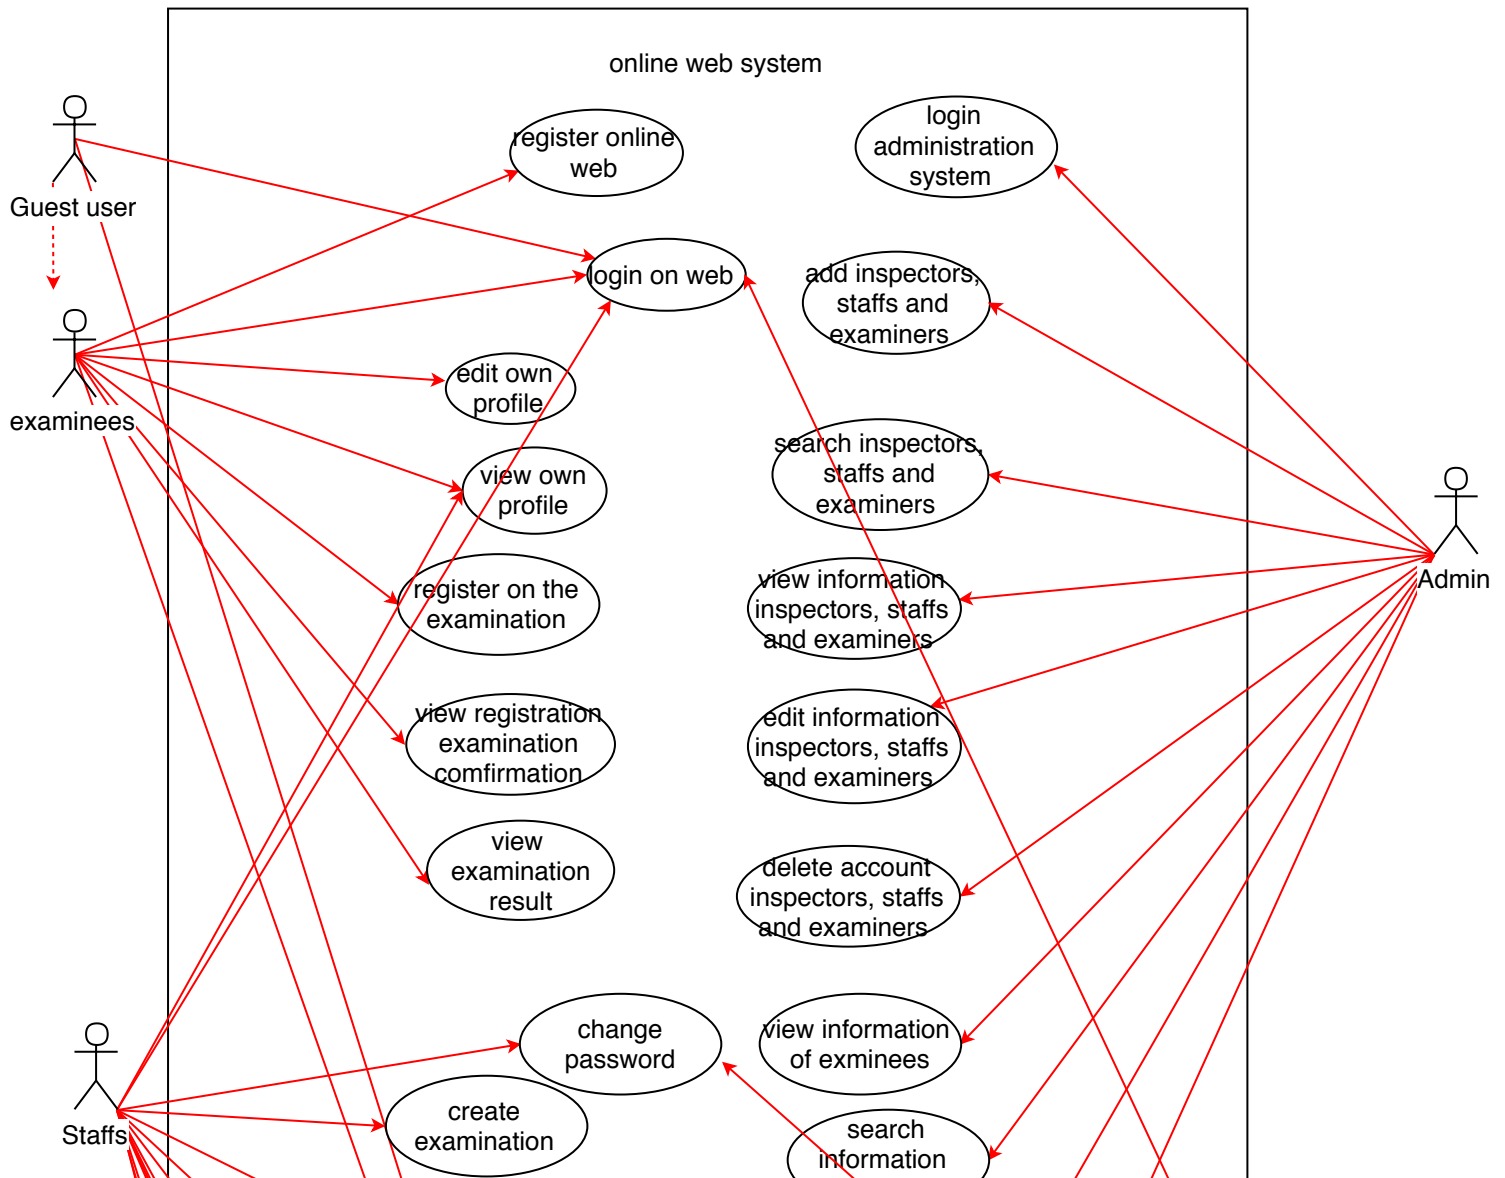 online web system
register online
web
login
administration
system
Guest user
login on web
add inspectors,
staffs and
examiners
edit own
profile
examinees
search inspectors,
staffs and
examiners
view own
profile
Admin
register on the
examination
view information
inspectors, staffs
and examiners
view registration
examination
comfirmation
edit information
inspectors, staffs
and examiners
view
examination
result
delete account
inspectors, staffs
and examiners
change
password
view information
of exminees
Staffs
create
examination
search
information